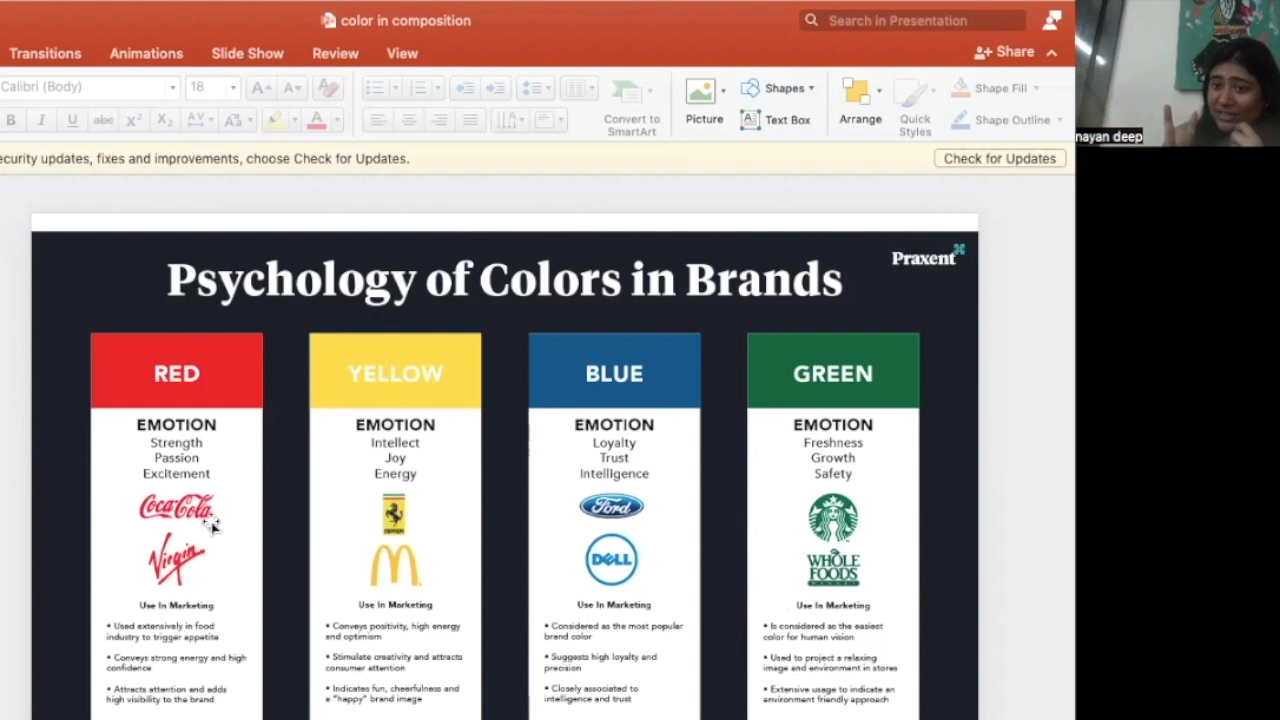 color in composition
Search in Presentation
Transitions
Animations
Slide Show
Review
View
Share
Calibri (Body)
18
Convert to
SmartArt
Picture
Shapes
Text Box
Arrange
Quick
Styles
Shape Fill
Shape Outline
nayan deep
ecurity updates, fixes and improvements, choose Check for Updates.
Check for Updates
Praxent
Psychology of Colors in Brands
RED
EMOTION
Strength
Passion
Excitement
Coca-Cola
Virgin
Use In Marketing
• Used extensively in food
industry to trigger appetite
• Conveys strong energy and high
confidence
• Attracts attention and adds
high visibility to the brand
YELLOW
EMOTION
Intellect
Joy
Energy
Use In Marketing
• Conveys positivity, high energy
and optimism
• Stimulate creativity and attracts
consumer attention
• Indicates fun, cheerfulness and
a "happy" brand image
BLUE
EMOTION
Loyalty
Trust
Intelligence
Ford
DELL
Use In Marketing
• Considered as the most popular
brand color
• Suggests high loyalty and
precision
• Closely associated to
intelligence and trust
GREEN
EMOTION
Freshness
Growth
Safety
WHOLE
FOODS
MARKET
Use In Marketing
• Is considered as the easiest
color for human vision
• Used to project a relaxing
image and environment in stores
• Extensive usage to indicate an
environment friendly approach